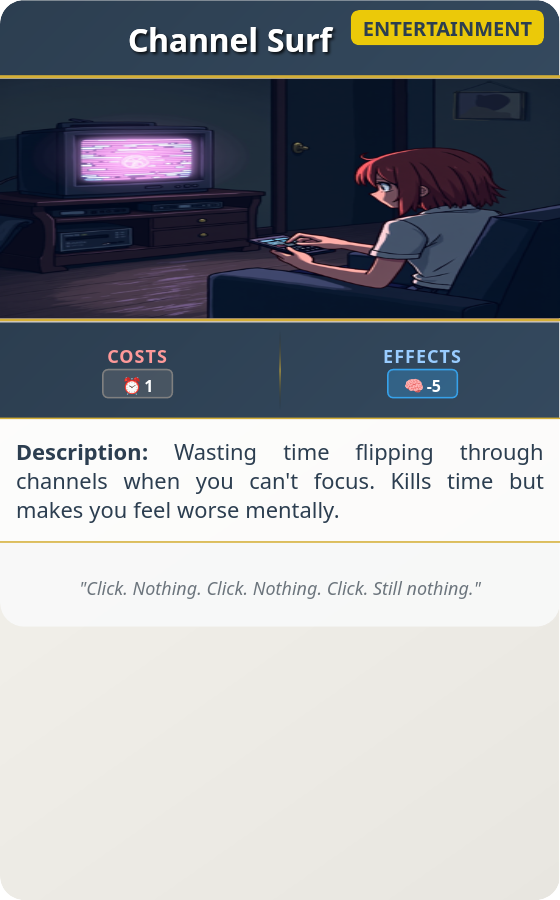 Channel Surf
ENTERTAINMENT
COSTS
⏰ 1
EFFECTS
🧠 -5
Description: Wasting time flipping through
channels when you can't focus. Kills time but
makes you feel worse mentally.
"Click. Nothing. Click. Nothing. Click. Still nothing."